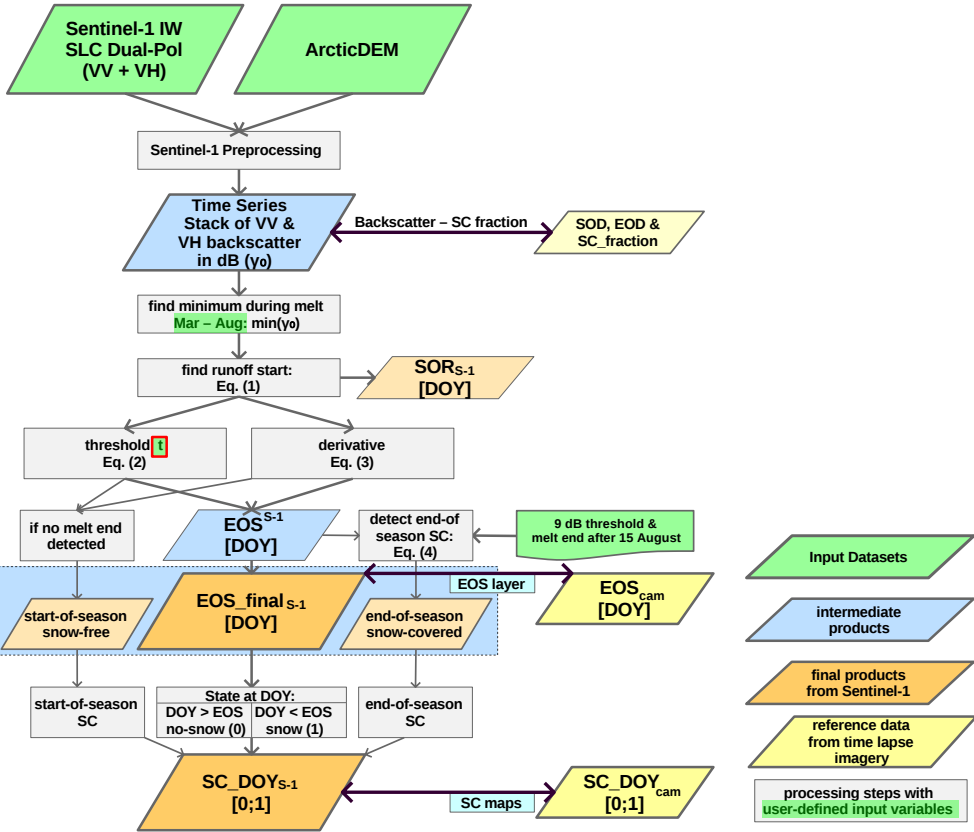 Sentinel-1 IW
SLC Dual-Pol
(VV + VH)
ArcticDEM
Sentinel-1 Preprocessing
Time Series
Stack of VV &
VH backscatter
in dB (γ₀)
Backscatter – SC fraction
SOD, EOD &
SC_fraction
find minimum during melt
Mar – Aug: min(γ₀)
find runoff start:
Eq. (1)
SORS-1
[DOY]
threshold t
Eq. (2)
derivative
Eq. (3)
if no melt end
detected
EOS S-1
[DOY]
detect end-of
season SC:
Eq. (4)
9 dB threshold &
melt end after 15 August
EOS layer
EOS_final S-1
[DOY]
EOScam
[DOY]
start-of-season
snow-free
end-of-season
snow-covered
start-of-season
SC
State at DOY:
DOY > EOS
no-snow (0)
DOY < EOS
snow (1)
end-of-season
SC
SC_DOYS-1
[0;1]
SC maps
SC_DOYcam
[0;1]
Input Datasets
intermediate
products
final products
from Sentinel-1
reference data
from time lapse
imagery
processing steps with
user-defined input variables